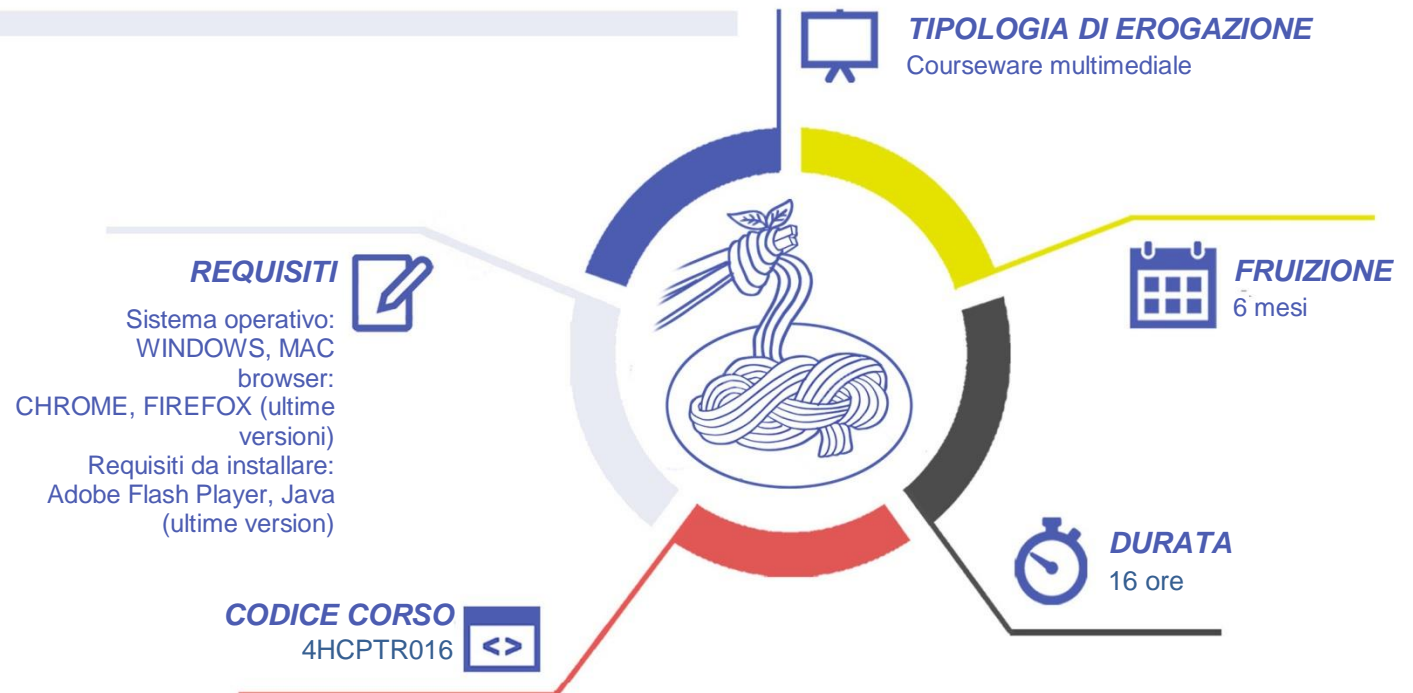 TIPOLOGIA DI EROGAZIONE
Courseware multimediale
REQUISITI
Sistema operativo:
WINDOWS, MAC
browser:
CHROME, FIREFOX (ultime
versioni)
Requisiti da installare:
Adobe Flash Player, Java
(ultime version)
FRUIZIONE
6 mesi
DURATA
16 ore
CODICE CORSO
4HCPTR016
<>